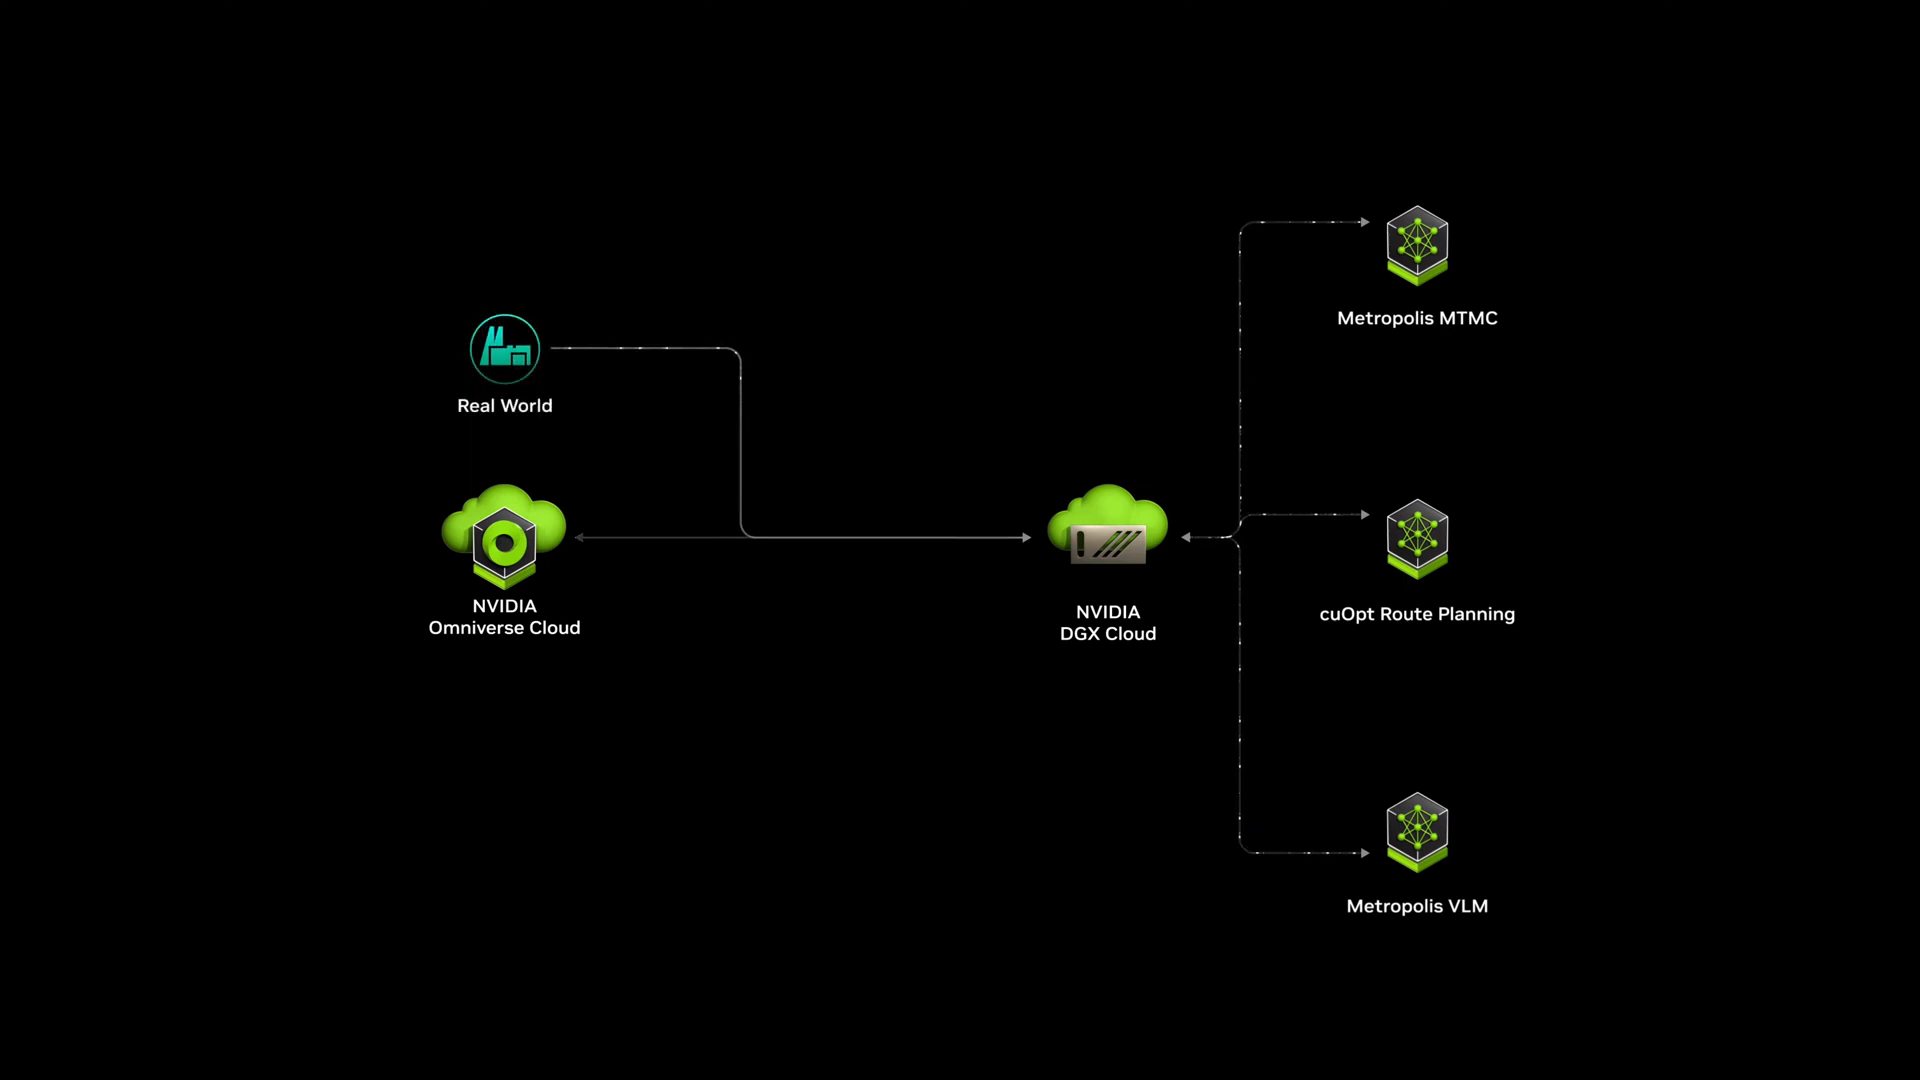 Metropolis MTMC
Real World
NVIDIA
Omniverse Cloud
NVIDIA
DGX Cloud
cuOpt Route Planning
Metropolis VLM